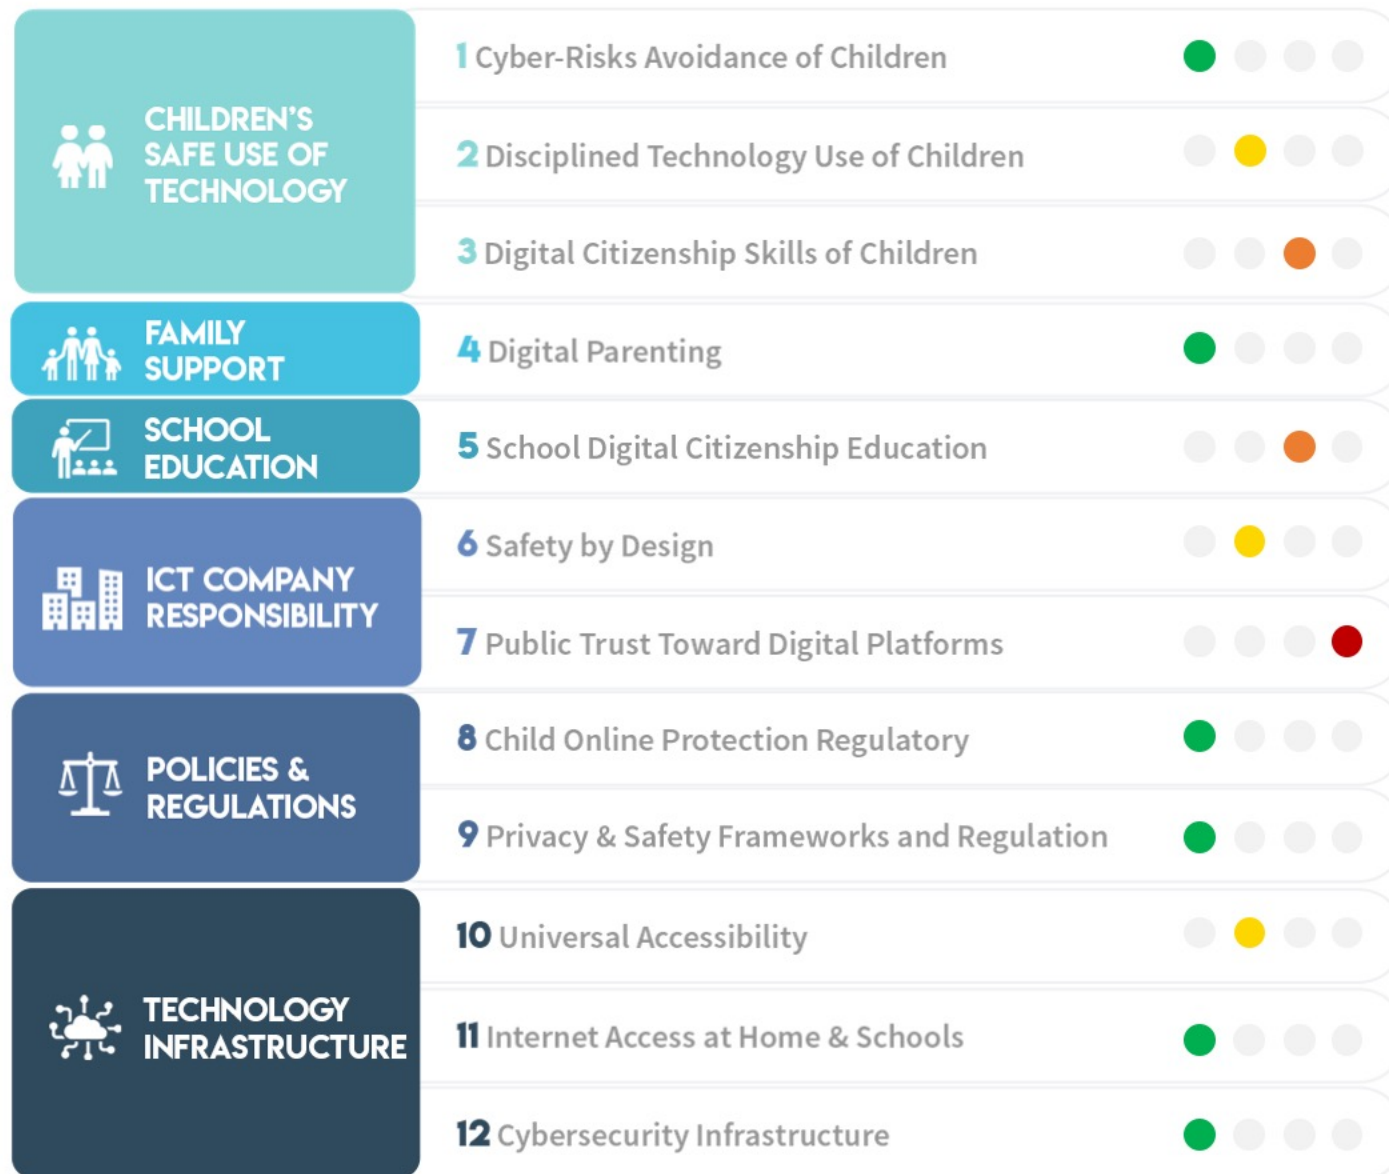 CHILDREN'S
SAFE USE OF
TECHNOLOGY
1 Cyber-Risks Avoidance of Children
2 Disciplined Technology Use of Children
3 Digital Citizenship Skills of Children
FAMILY
SUPPORT
4 Digital Parenting
SCHOOL
EDUCATION
5 School Digital Citizenship Education
ICT COMPANY
RESPONSIBILITY
6 Safety by Design
7 Public Trust Toward Digital Platforms
POLICIES &
REGULATIONS
8 Child Online Protection Regulatory
9 Privacy & Safety Frameworks and Regulation
TECHNOLOGY
INFRASTRUCTURE
10 Universal Accessibility
11 Internet Access at Home & Schools
12 Cybersecurity Infrastructure